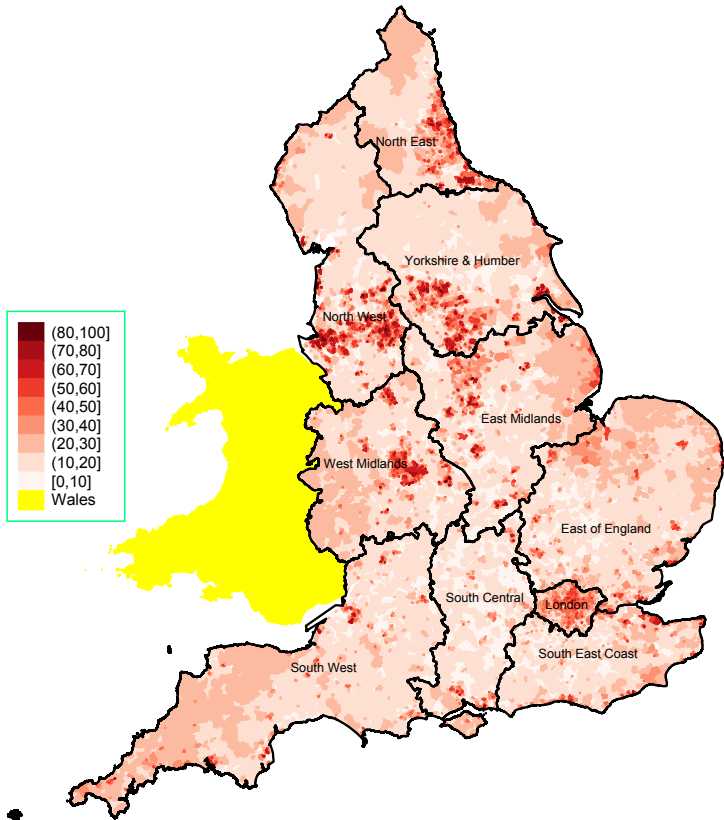 North East
Yorkshire & Humber
North West
(80,100]
(70,80]
(60,70]
(50,60]
(40,50]
(30,40]
(20,30]
(10,20]
[0,10]
Wales
East Midlands
West Midlands
East of England
South Central
London
South East Coast
South West